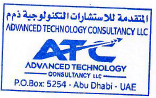 المتقدمة للاستشارات التكنولوجية ذ.م.م
ADVANCED TECHNOLOGY CONSULTANCY LLC
ATC
ADVANCED TECHNOLOGY
CONSULTANCY LLC
P.O.Box: 5254 - Abu Dhabi - UAE